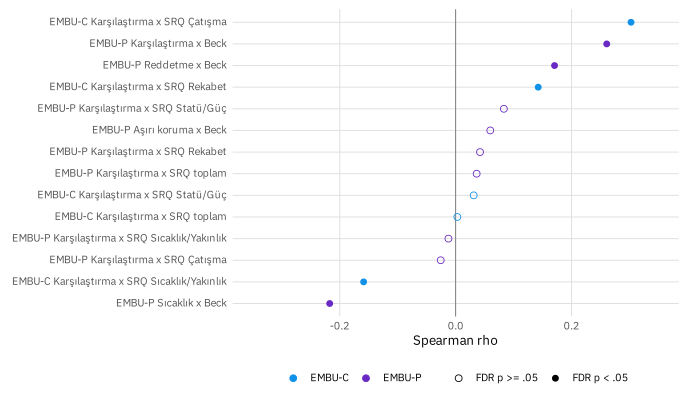 EMBU-C Karşılaştırma x SRQ Çatışma
EMBU-P Karşılaştırma x Beck
EMBU-P Reddetme x Beck
EMBU-C Karşılaştırma x SRQ Rekabet
EMBU-P Karşılaştırma x SRQ Statü/Güç
EMBU-P Aşırı koruma x Beck
EMBU-P Karşılaştırma x SRQ Rekabet
EMBU-P Karşılaştırma x SRQ toplam
EMBU-C Karşılaştırma x SRQ Statü/Güç
EMBU-C Karşılaştırma x SRQ toplam
EMBU-P Karşılaştırma x SRQ Sıcaklık/Yakınlık
EMBU-P Karşılaştırma x SRQ Çatışma
EMBU-C Karşılaştırma x SRQ Sıcaklık/Yakınlık
EMBU-P Sıcaklık x Beck
-0.2 0.0 0.2
Spearman rho
EMBU-C EMBU-P FDR p >= .05 FDR p < .05